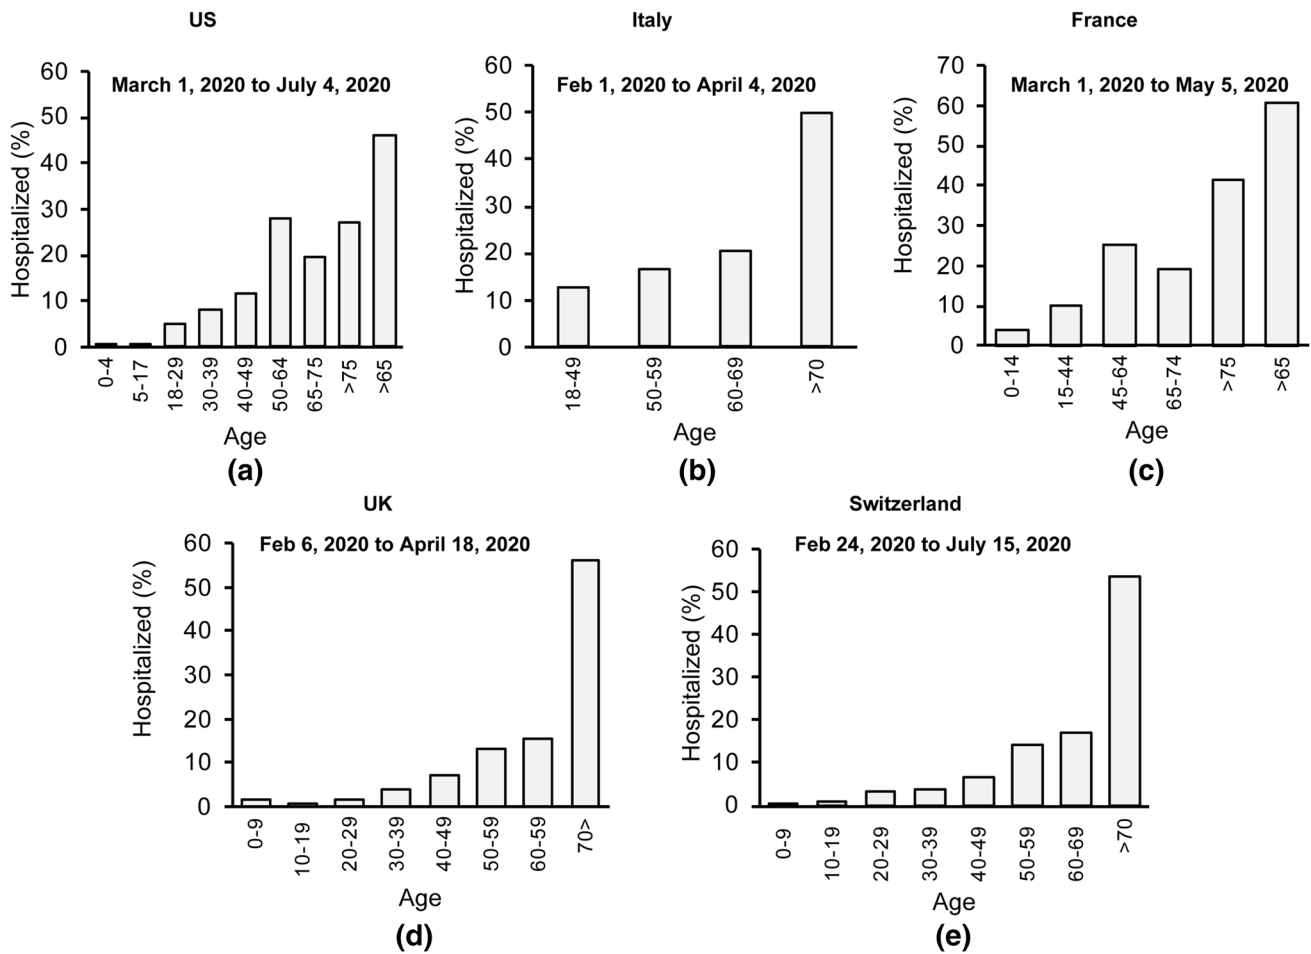 US
March 1, 2020 to July 4, 2020
Hospitalized (%)
60
50
40
30
20
10
0
0-4
5-17
18-29
30-39
40-49
50-64
65-75
>75
>65
Age
(a)
Italy
Feb 1, 2020 to April 4, 2020
Hospitalized (%)
60
50
40
30
20
10
0
18-49
50-59
60-69
>70
Age
(b)
France
March 1, 2020 to May 5, 2020
Hospitalized (%)
70
60
50
40
30
20
10
0
0-14
15-44
45-64
65-74
>75
>65
Age
(c)
UK
Feb 6, 2020 to April 18, 2020
Hospitalized (%)
60
50
40
30
20
10
0
0-9
10-19
20-29
30-39
40-49
50-59
60-59
70>
Age
(d)
Switzerland
Feb 24, 2020 to July 15, 2020
Hospitalized (%)
60
50
40
30
20
10
0
0-9
10-19
20-29
30-39
40-49
50-59
60-69
>70
Age
(e)